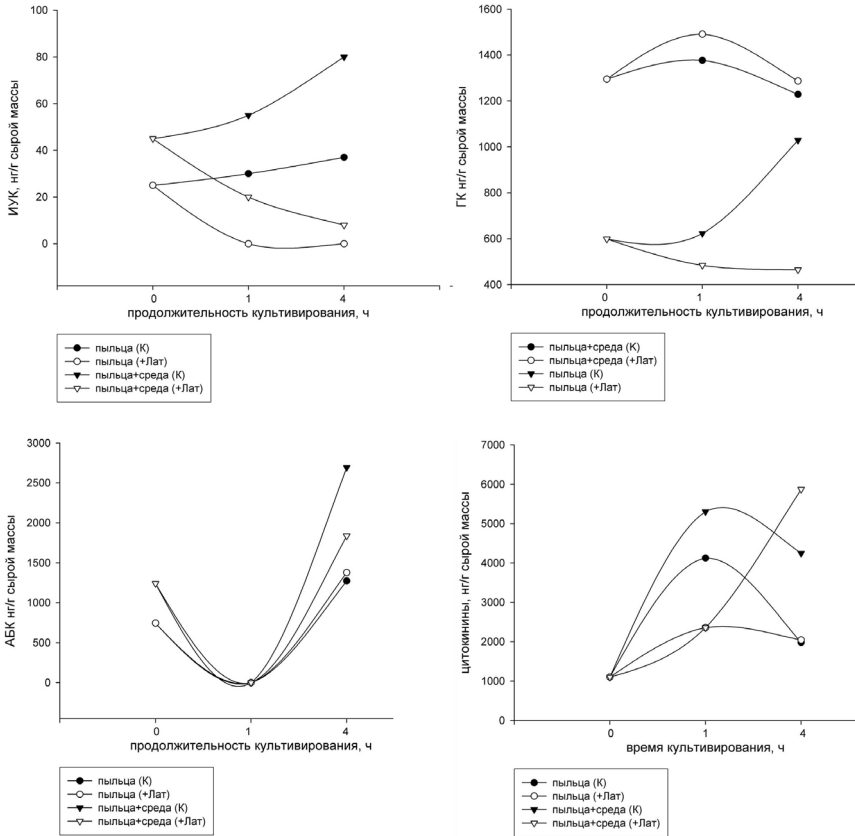 ИУК, нг/г сырой массы
100
80
60
40
20
0
0 1 4
продолжительность культивирования, ч
пыльца (К)
пыльца (+Лат)
пыльца+среда (К)
пыльца+среда (+Лат)
ГК нг/г сырой массы
1600
1400
1200
1000
800
600
400
0 1 4
продолжительность культивирования, ч
пыльца+среда (К)
пыльца+среда (+Лат)
пыльца (К)
пыльца (+Лат)
АБК нг/г сырой массы
3000
2500
2000
1500
1000
500
0
0 1 4
продолжительность культивирования, ч
пыльца (К)
пыльца (+Лат)
пыльца+среда (К)
пыльца+среда (+Лат)
цитокинины, нг/г сырой массы
7000
6000
5000
4000
3000
2000
1000
0
0 1 4
время культивирования, ч
пыльца (К)
пыльца (+Лат)
пыльца+среда (К)
пыльца+среда (+Лат)